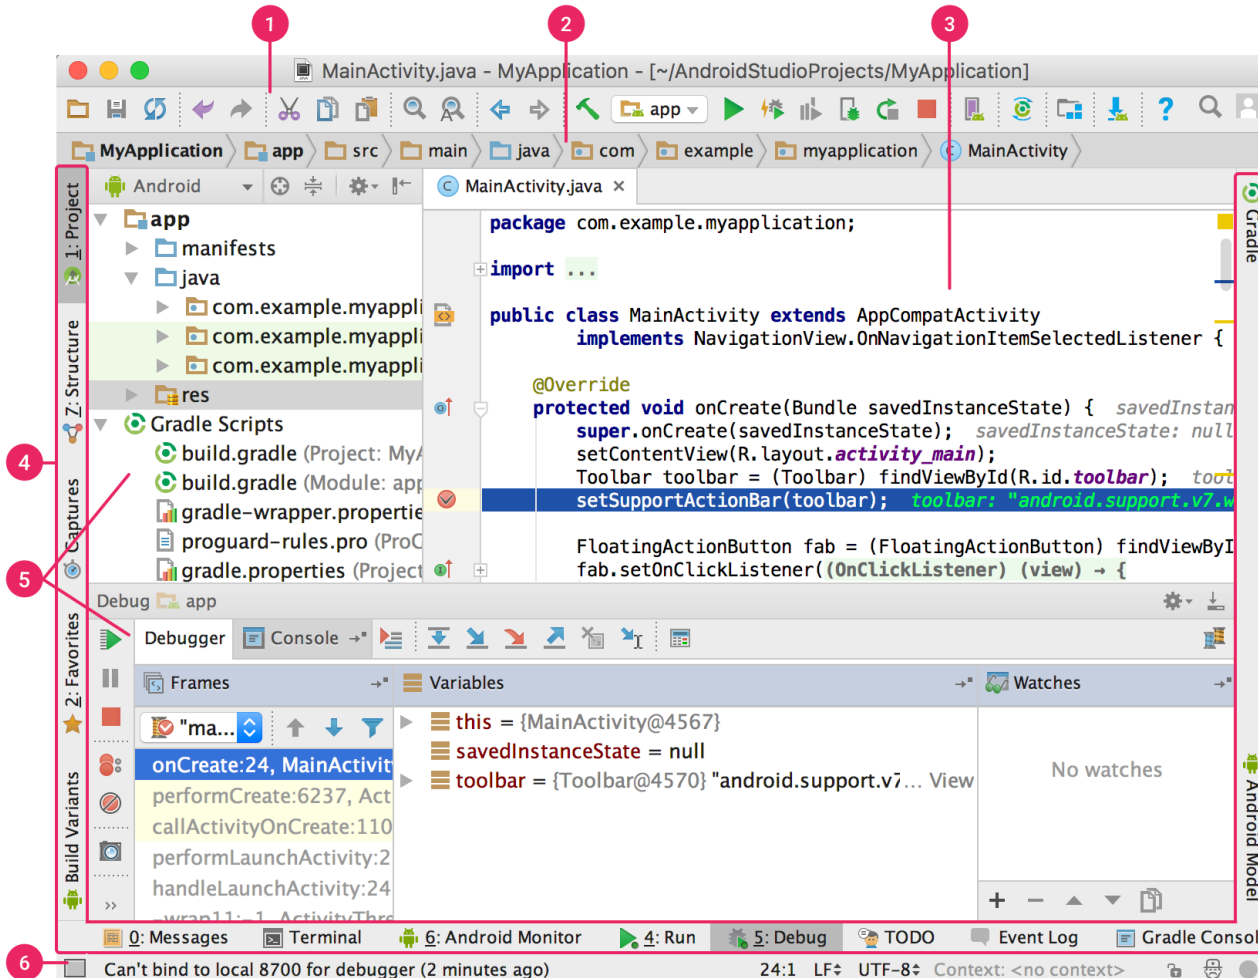 1
2
3
MainActivity.java - MyApplication - [~/AndroidStudioProjects/MyApplication]
app
MyApplication app src main java com example myapplication MainActivity
1: Project
Z: Structure
Captures
2: Favorites
Build Variants
4
5
6
Android
app
manifests
java
com.example.myappli
com.example.myappli
com.example.myappli
res
Gradle Scripts
build.gradle (Project: MyA
build.gradle (Module: app
gradle-wrapper.propertie
proguard-rules.pro (ProC
gradle.properties (Project
MainActivity.java
package com.example.myapplication;
import ...
public class MainActivity extends AppCompatActivity
implements NavigationView.OnNavigationItemSelectedListener {
@Override
protected void onCreate(Bundle savedInstanceState) { savedInstan
super.onCreate(savedInstanceState); savedInstanceState: null
setContentView(R.layout.activity_main);
Toolbar toolbar = (Toolbar) findViewById(R.id.toolbar); tool
setSupportActionBar(toolbar); toolbar: "android.support.v7.w
FloatingActionButton fab = (FloatingActionButton) findViewByI
fab.setOnClickListener((OnClickListener) (view) → {
Gradle
Android Model
Debug app
Debugger Console
Frames
"ma...
onCreate:24, MainActivit
performCreate:6237, Act
callActivityOnCreate:110
performLaunchActivity:2
handleLaunchActivity:24
-wrap11:-1, ActivityThre
Variables
this = {MainActivity@4567}
savedInstanceState = null
toolbar = {Toolbar@4570} "android.support.v7... View
Watches
No watches
0: Messages Terminal 6: Android Monitor 4: Run 5: Debug TODO Event Log Gradle Consol
Can't bind to local 8700 for debugger (2 minutes ago) 24:1 LF UTF-8 Context: <no context>